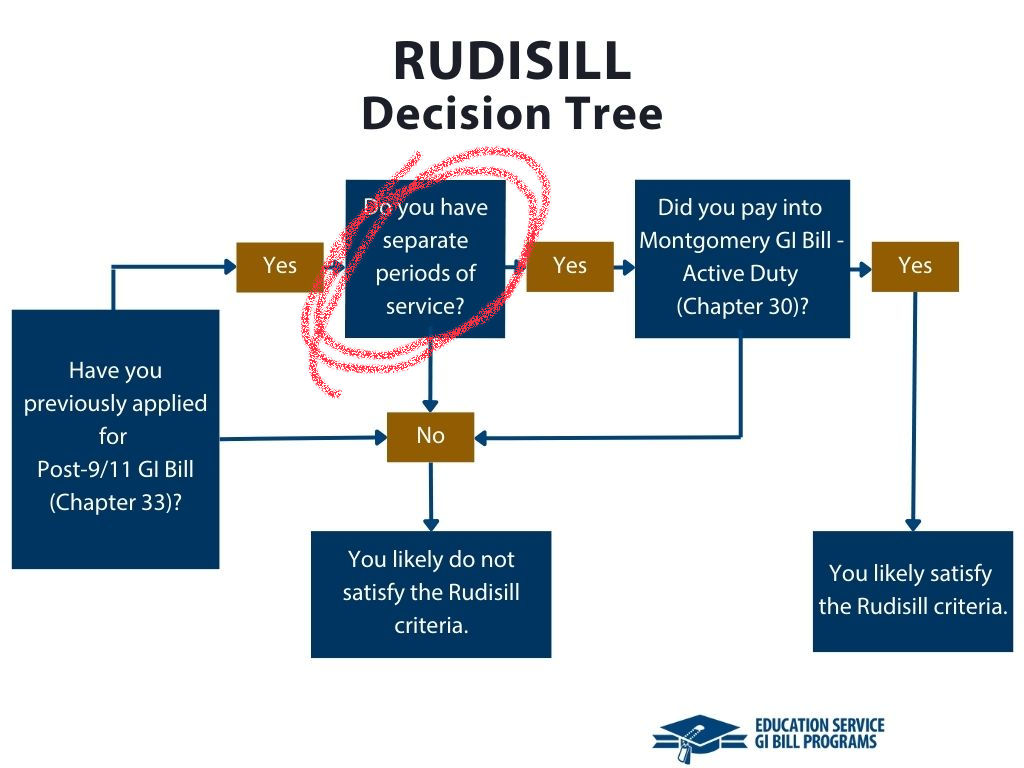 RUDISILL
Decision Tree
Have you
previously applied
for
Post-9/11 GI Bill
(Chapter 33)?
Yes
Do you have
separate
periods of
service?
Yes
Did you pay into
Montgomery GI Bill -
Active Duty
(Chapter 30)?
Yes
No
You likely do not
satisfy the Rudisill
criteria.
You likely satisfy
the Rudisill criteria.
EDUCATION SERVICE
GI BILL PROGRAMS